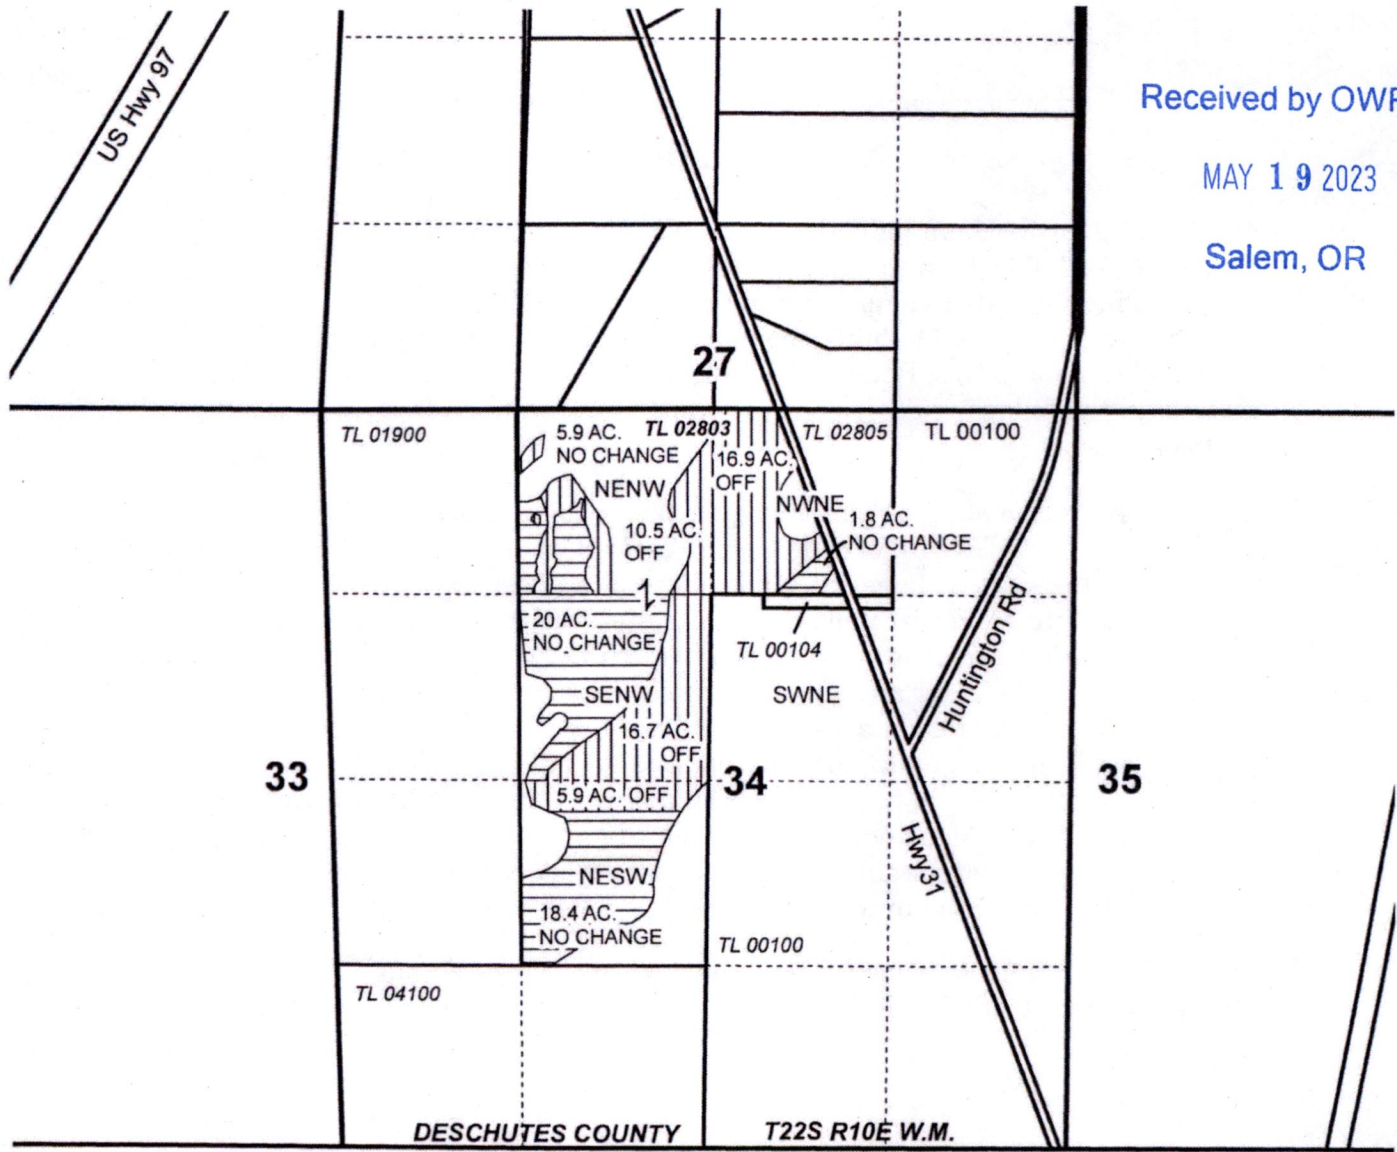 US Hwy 97
Received by OWR
MAY 19 2023
Salem, OR
27
TL 01900
5.9 AC.
NO CHANGE
TL 02803
TL 02805
TL 00100
NENW
16.9 AC.
OFF
NWNE
10.5 AC.
OFF
1.8 AC.
NO CHANGE
20 AC.
NO CHANGE
TL 00104
Huntington Rd
SENW
SWNE
16.7 AC.
OFF
33
34
35
5.9 AC. OFF
Hwy31
NESW
18.4 AC.
NO CHANGE
TL 00100
TL 04100
DESCHUTES COUNTY
T22S R10E W.M.